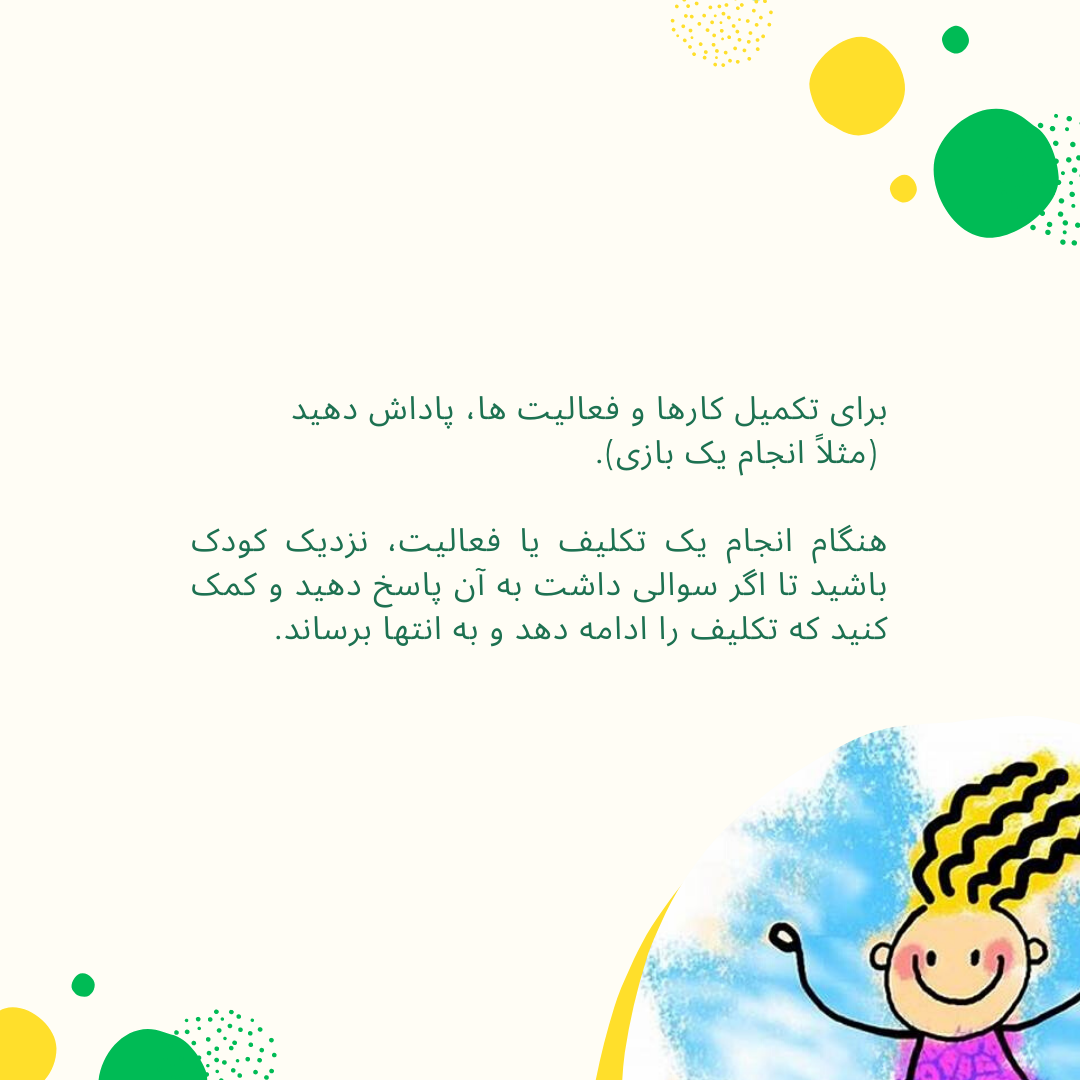 برای تکمیل کارها و فعالیت ها، پاداش دهید
(مثلاً انجام یک بازی).
هنگام انجام یک تکلیف یا فعالیت، نزدیک کودک
باشید تا اگر سوالی داشت به آن پاسخ دهید و کمک
کنید که تکلیف را ادامه دهد و به انتها برساند.